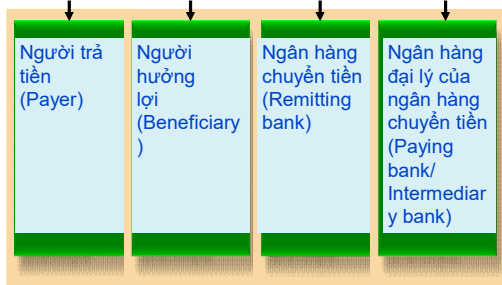 Người trả
tiền
(Payer)
Người
hưởng
lợi
(Beneficiary
)
Ngân hàng
chuyển tiền
(Remitting
bank)
Ngân hàng
đại lý của
ngân hàng
chuyển tiền
(Paying
bank/
Intermediar
y bank)